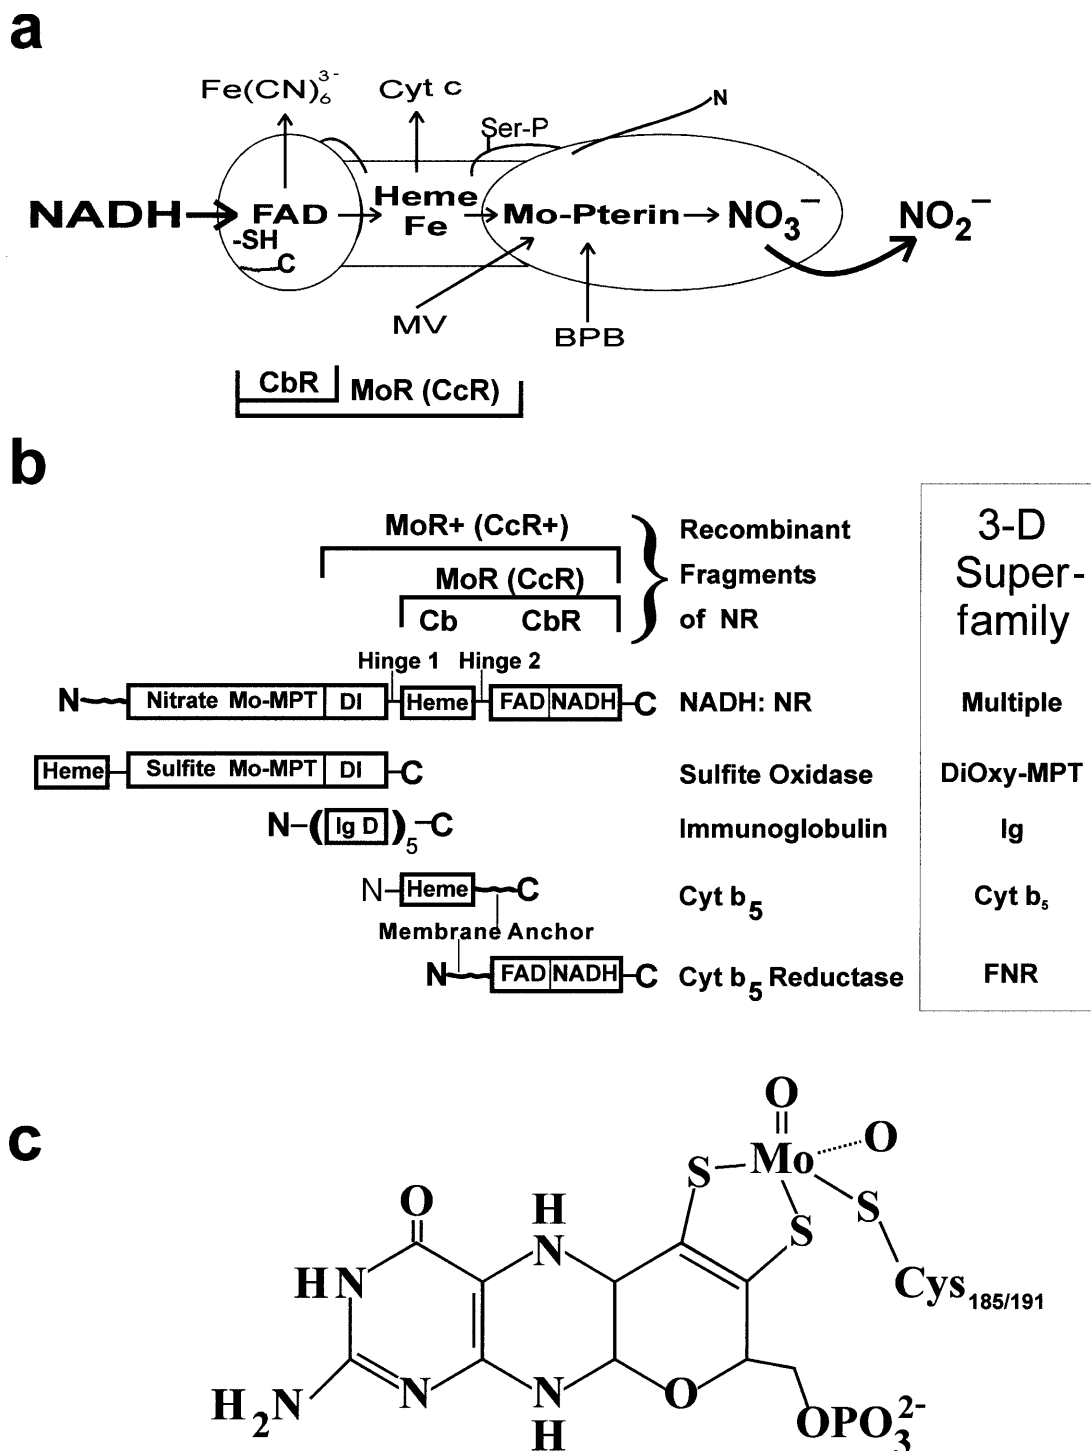 a
Fe(CN)₆³⁻ Cyt c
Ser-P N
NADH FAD Heme Fe Mo-Pterin NO₃⁻ NO₂⁻
-SH
C
MV BPB
CbR MoR (CcR)
b
MoR+ (CcR+) Recombinant 3-D
MoR (CcR) Fragments Super-
Cb CbR of NR family
Hinge 1 Hinge 2
N Nitrate Mo-MPT DI Heme FAD NADH C NADH: NR Multiple
Heme Sulfite Mo-MPT DI C Sulfite Oxidase DiOxy-MPT
N-(Ig D)₅-C Immunoglobulin Ig
N Heme C Cyt b₅ Cyt b₅
Membrane Anchor
N FAD NADH C Cyt b₅ Reductase FNR
c
O
Mo O
S S
O H S
HN N Cys185/191
H₂N N N O OPO₃²⁻
H